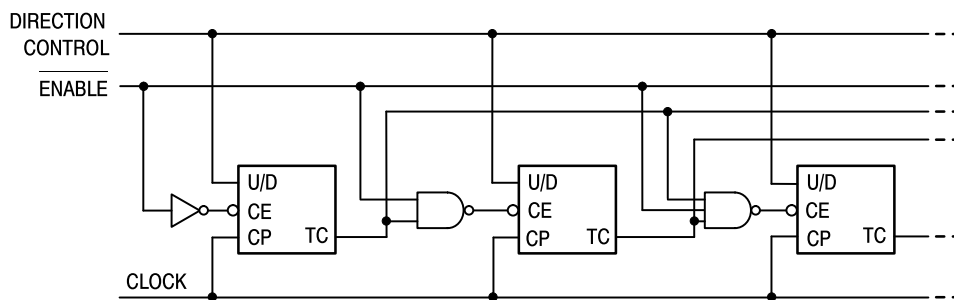 DIRECTION
CONTROL
ENABLE
U/D
CE
CP TC
U/D
CE
CP TC
U/D
CE
CP TC
CLOCK